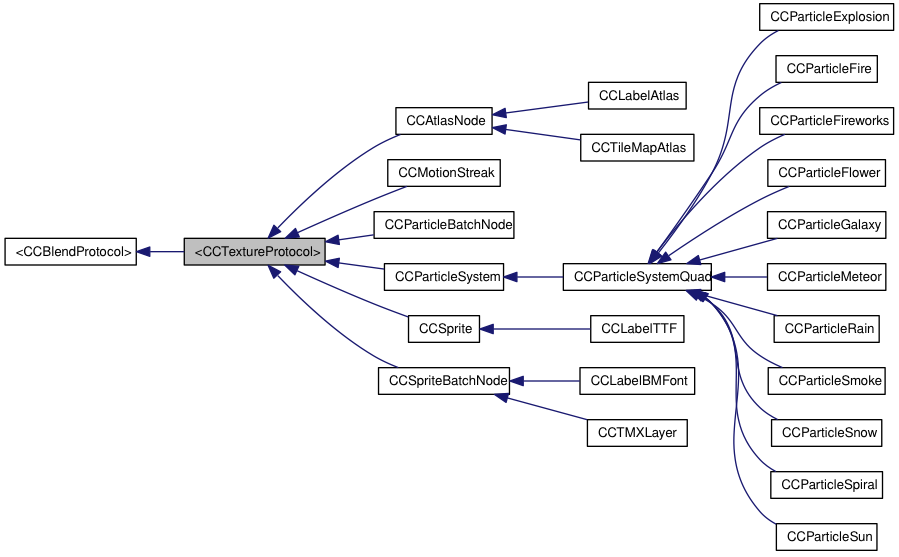 <CCBlendProtocol>
<CCTextureProtocol>
CCAtlasNode
CCMotionStreak
CCParticleBatchNode
CCParticleSystem
CCSprite
CCSpriteBatchNode
CCLabelAtlas
CCTileMapAtlas
CCParticleSystemQuad
CCLabelTTF
CCLabelBMFont
CCTMXLayer
CCParticleExplosion
CCParticleFire
CCParticleFireworks
CCParticleFlower
CCParticleGalaxy
CCParticleMeteor
CCParticleRain
CCParticleSmoke
CCParticleSnow
CCParticleSpiral
CCParticleSun